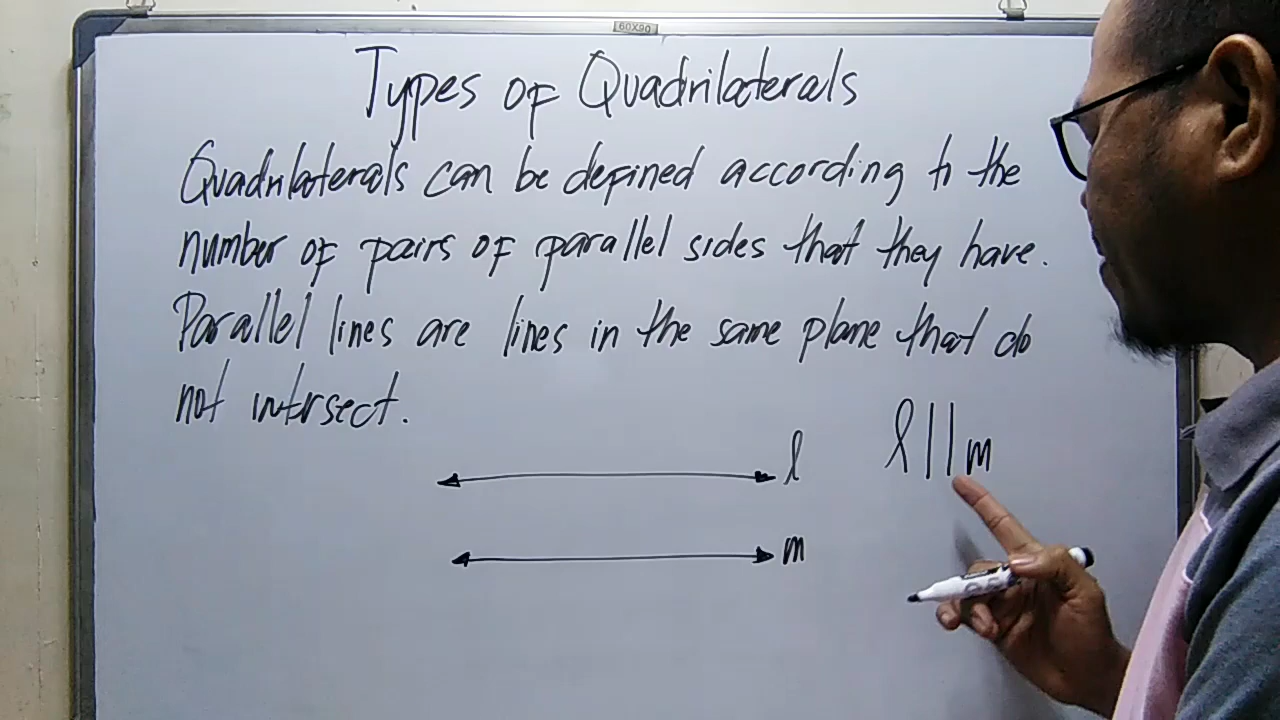 60X90
Types of Quadrilaterals
Quadrilaterals can be defined according to the
number of pairs of parallel sides that they have.
Parallel lines are lines in the same plane that do
not intersect.
l
l||m
m